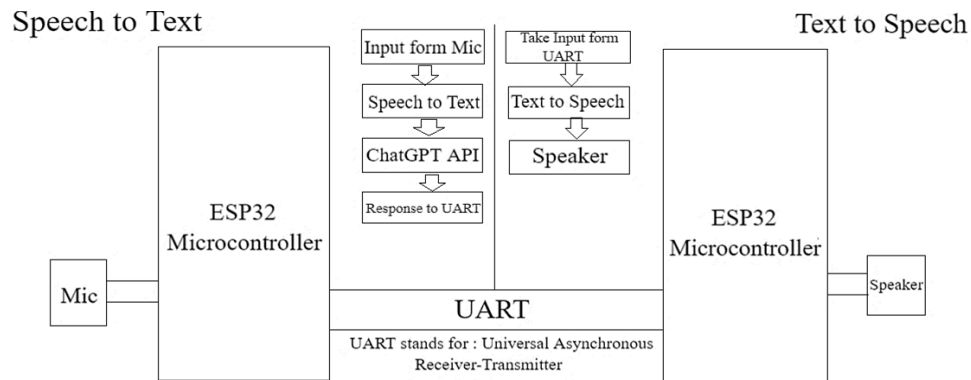 Speech to Text
Text to Speech
Input form Mic
Speech to Text
ChatGPT API
Response to UART
Take Input form
UART
Text to Speech
Speaker
ESP32
Microcontroller
Mic
ESP32
Microcontroller
Speaker
UART
UART stands for : Universal Asynchronous
Receiver-Transmitter